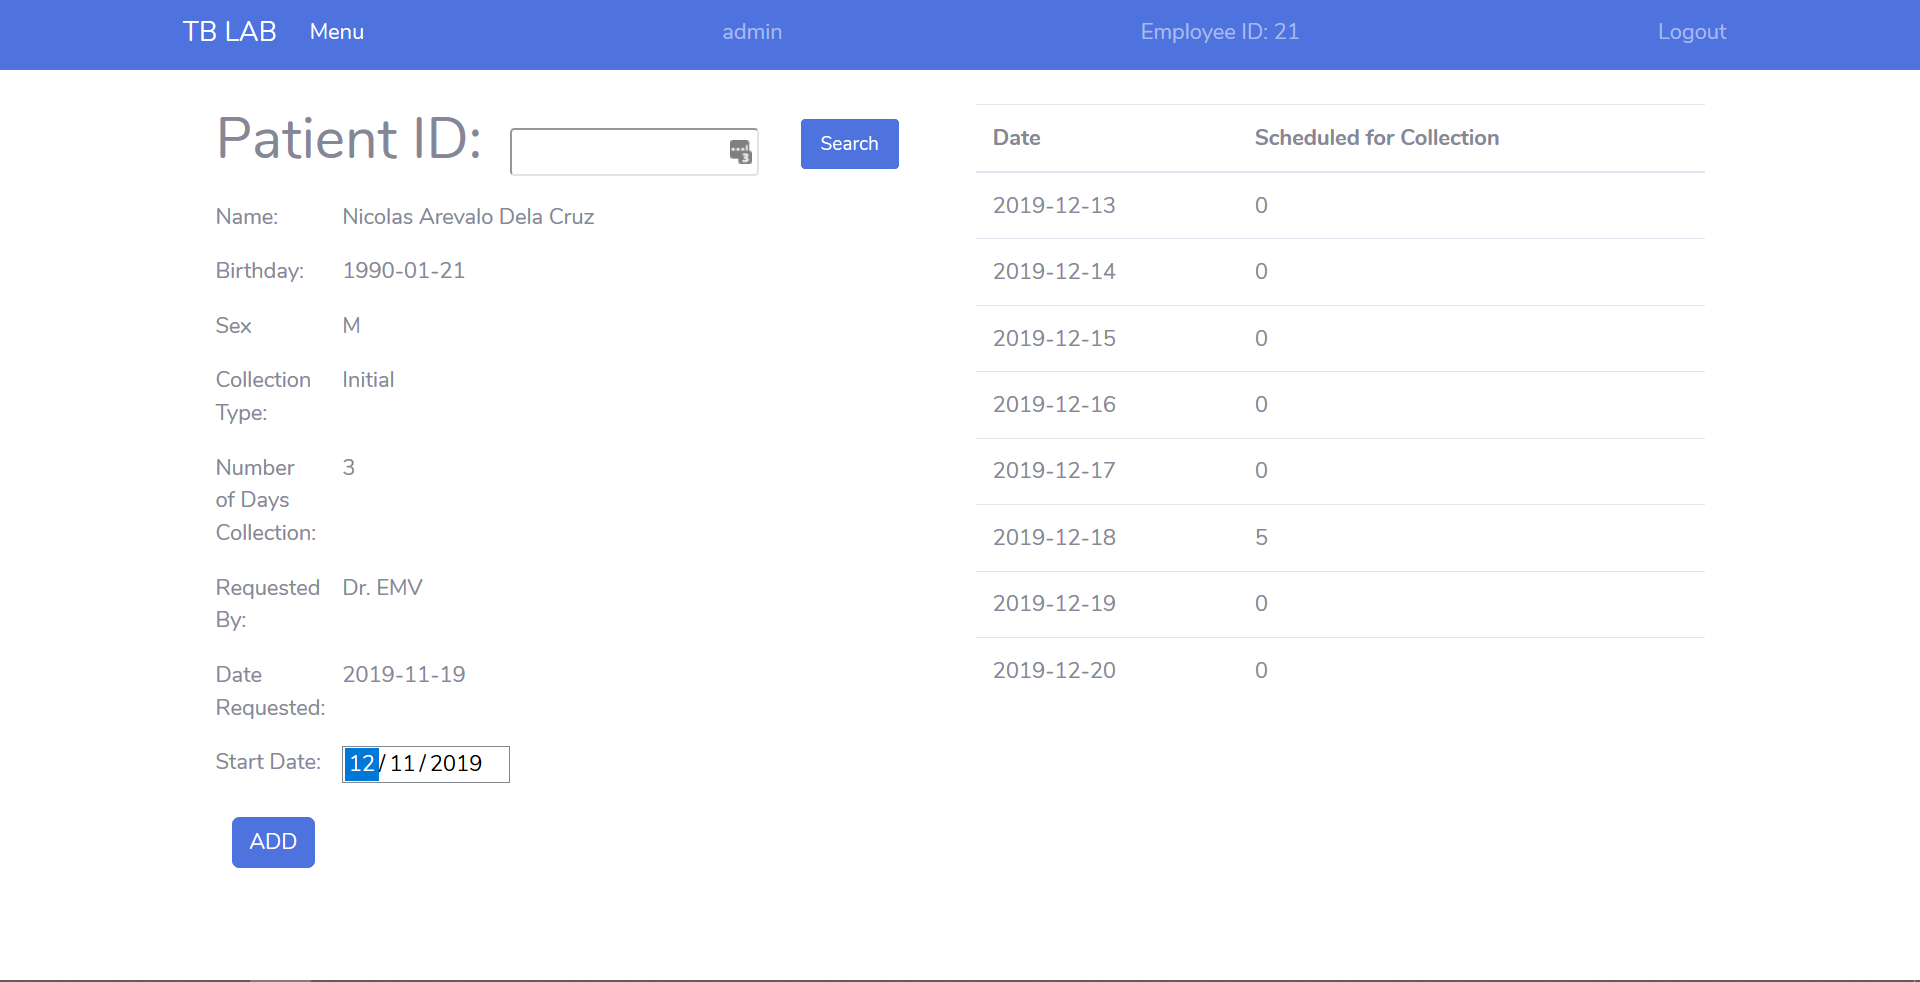 TB LAB Menu admin Employee ID: 21 Logout
Patient ID: Search
Name: Nicolas Arevalo Dela Cruz
Birthday: 1990-01-21
Sex M
Collection Initial
Type:
Number 3
of Days
Collection:
Requested Dr. EMV
By:
Date 2019-11-19
Requested:
Start Date: 12/11/2019
ADD
Date Scheduled for Collection
2019-12-13 0
2019-12-14 0
2019-12-15 0
2019-12-16 0
2019-12-17 0
2019-12-18 5
2019-12-19 0
2019-12-20 0